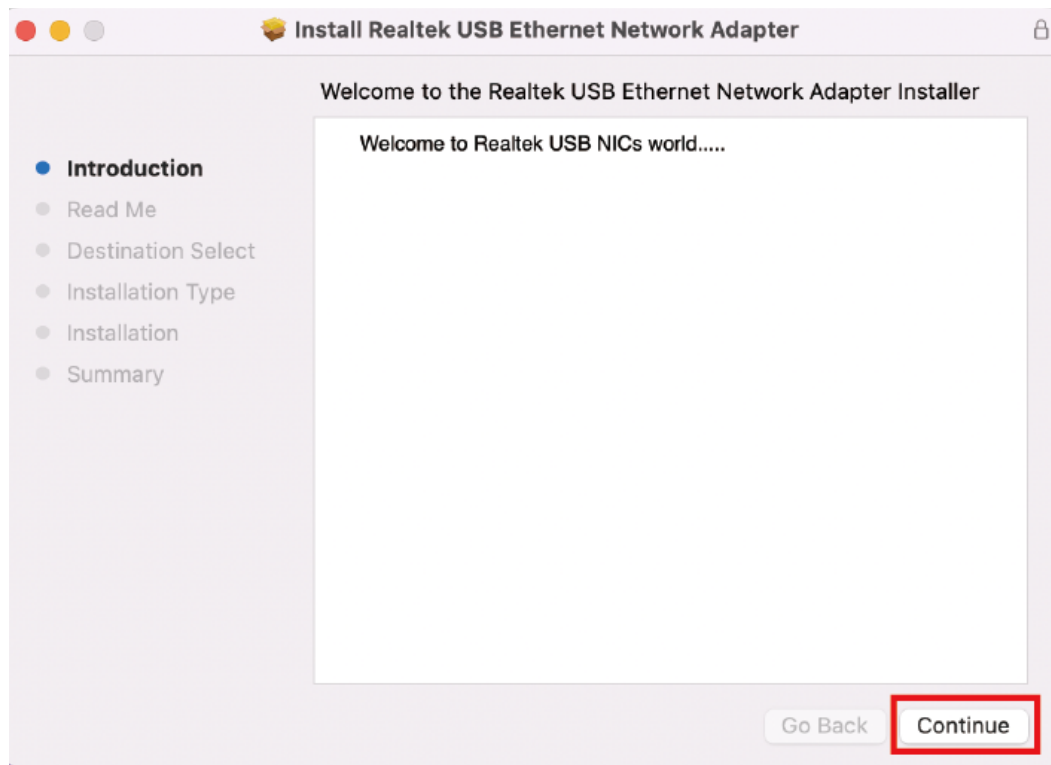 Install Realtek USB Ethernet Network Adapter
Welcome to the Realtek USB Ethernet Network Adapter Installer
Welcome to Realtek USB NICs world.....
Introduction
Read Me
Destination Select
Installation Type
Installation
Summary
Go Back
Continue